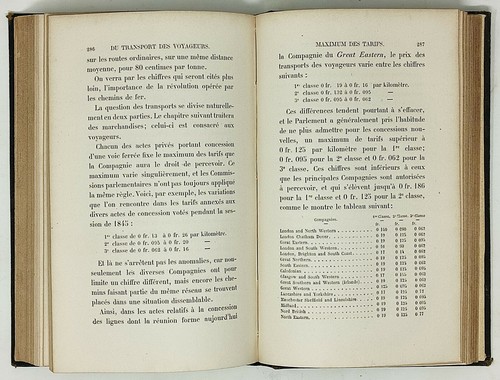 286 DU TRANSPORT DES VOYAGEURS.
sur les routes ordinaires, sur une même distance
moyenne, pour 80 centimes par tonne.
On verra par les chiffres qui seront cités plus
loin, l'importance de la révolution opérée par
les chemins de fer.
La question des transports se divise naturelle-
ment en deux parties. Le chapitre suivant traitera
des marchandises; celui-ci est consacré aux
voyageurs.
Chacun des actes privés portant concession
d'une voie ferrée fixe le maximum des tarifs que
la Compagnie aura le droit de percevoir. Ce
maximum varie singulièrement, et les Commis-
sions parlementaires n'ont pas toujours appliqué
la même règle. Voici, par exemple, les variations
que l'on rencontre dans les tarifs annexés aux
divers actes de concession votés pendant la ses-
sion de 1845 :
1re classe de 0 fr. 13 à 0 fr. 26 par kilomètre.
2e classe de 0 fr. 095 à 0 fr. 20 —
3e classe de 0 fr. 063 à 0 fr. 16 —
Et là ne s'arrêtent pas les anomalies, car non-
seulement les diverses Compagnies ont pour
limite un chiffre différent, mais encore les che-
mins faisant partie du même réseau se trouvent
placés dans une situation dissemblable.
Ainsi, dans les actes relatifs à la concession
des lignes dont la réunion forme aujourd'hui
MAXIMUM DES TARIFS. 287
la Compagnie du Great Eastern, le prix des
transports des voyageurs varie entre les chiffres
suivants :
1re classe 0 fr. 19 à 0 fr. 16 par kilomètre.
2e classe 0 fr. 132 à 0 fr. 095 —
3e classe 0 fr. 095 à 0 fr. 062 —
Ces différences tendent pourtant à s'effacer,
et le Parlement a généralement pris l'habitude
de ne plus admettre pour les concessions nou-
velles, un maximum de tarifs supérieur à
0 fr. 125 par kilomètre pour la 1re classe;
0 fr. 095 pour la 2e classe et 0 fr. 062 pour la
3e classe. Ces chiffres sont inférieurs à ceux
que les principales Compagnies sont autorisées
à percevoir, et qui s'élèvent jusqu'à 0 fr. 186
pour la 1re classe et 0 fr. 125 pour la 2e classe,
comme le montre le tableau suivant:
Compagnies. 1re Classe. 2e Classe. 3e Classe
London and North Western
London Chatham Dover
Great Eastern
London and South Western
London, Brighton and South Coast
Great Northern
South Eastern
Caledonian
Glasgow and South Western
Great Southern and Western (Irlande)
Great Western
Lancashire and Yorkshire
Manchester Sheffield and Lincolnshire
Midland
Nord British
North Eastern